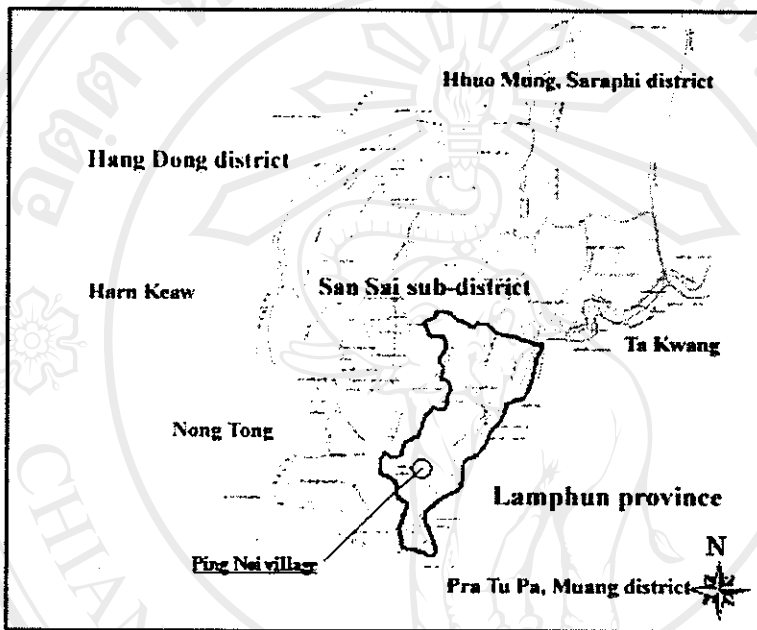 Hhuo Mung, Saraphi district
Hang Dong district
Harn Keaw
San Sai sub-district
Ta Kwang
Nong Tong
Lamphun province
Ping Noi village
N
Pra Tu Pa, Muang district
CHIAN